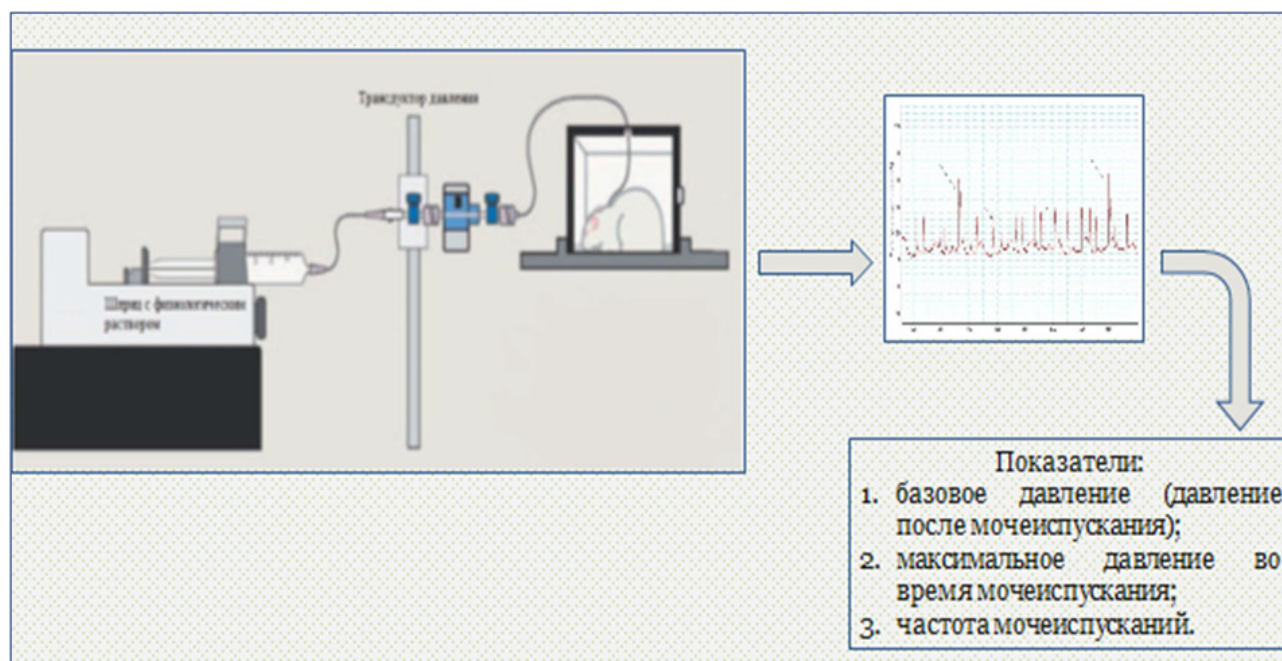 Трансдуктор давления
Шприц с физиологическим
раствором
Показатели:
1. базовое давление (давление
после мочеиспускания);
2. максимальное давление во
время мочеиспускания;
3. частота мочеиспусканий.